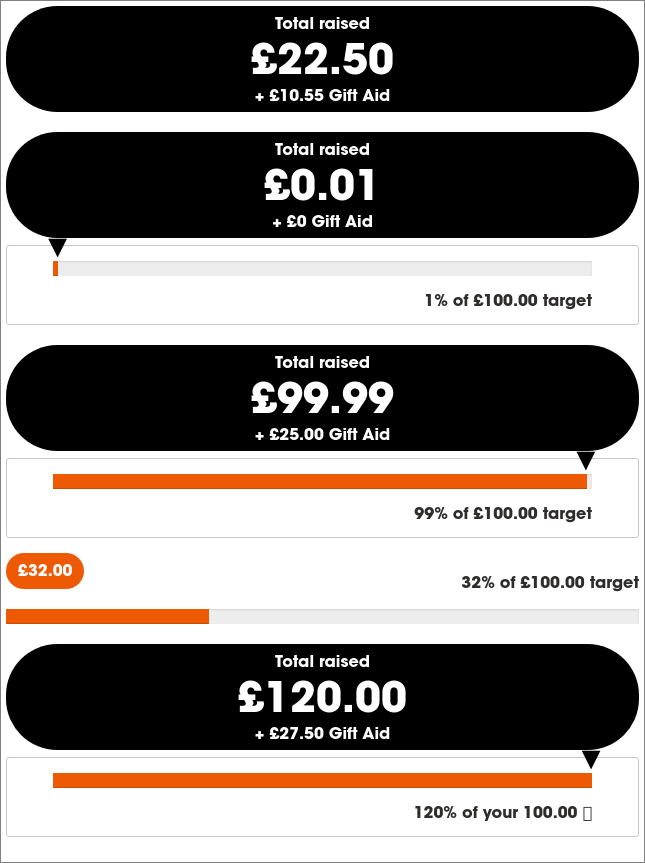 Total raised
£22.50
+ £10.55 Gift Aid
Total raised
£0.01
+ £0 Gift Aid
1% of £100.00 target
Total raised
£99.99
+ £25.00 Gift Aid
99% of £100.00 target
£32.00
32% of £100.00 target
Total raised
£120.00
+ £27.50 Gift Aid
120% of your 100.00